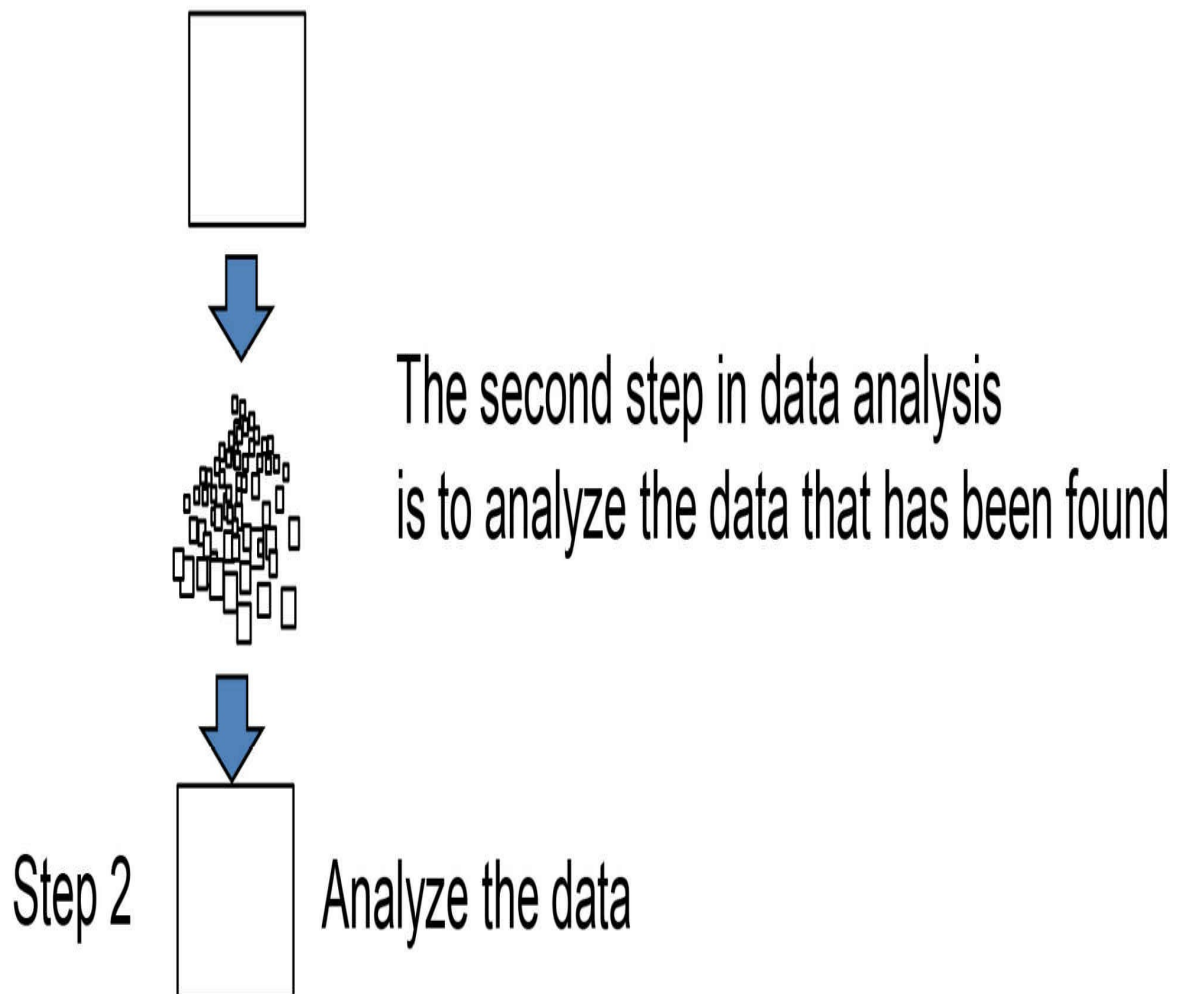 The second step in data analysis
is to analyze the data that has been found
Step 2
Analyze the data